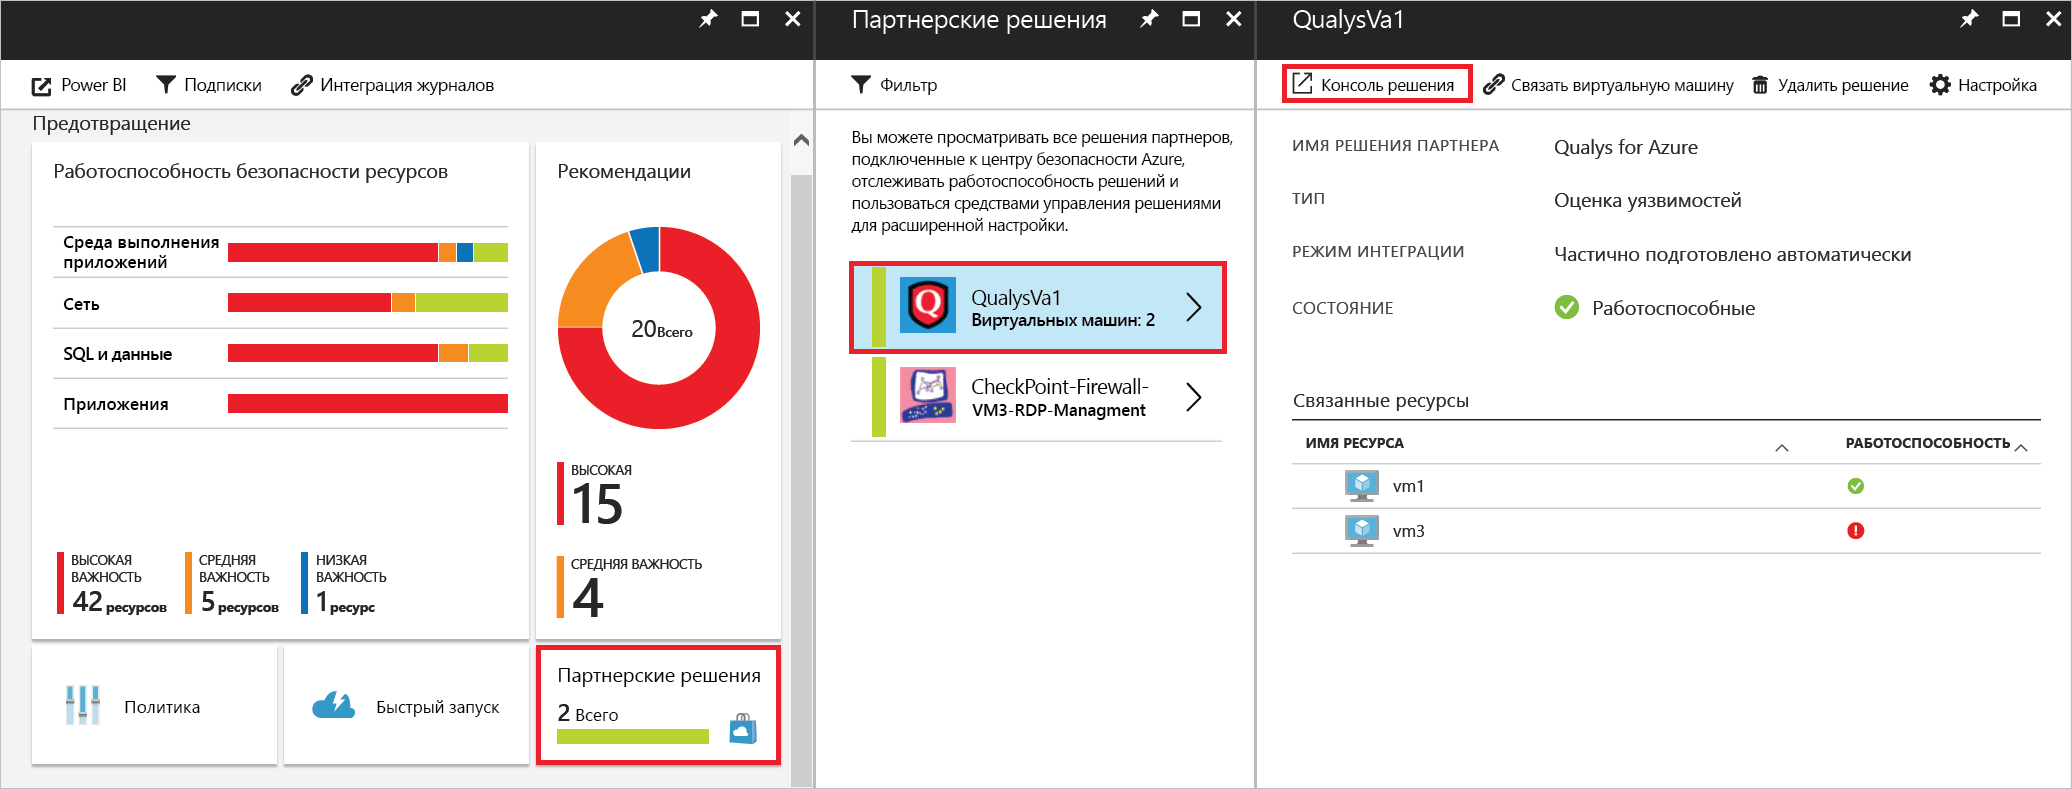 Power BI
Подписки
Интеграция журналов
Предотвращение
Работоспособность безопасности ресурсов
Среда выполнения
приложений
Сеть
SQL и данные
Приложения
ВЫСОКАЯ
ВАЖНОСТЬ
42 ресурсов
СРЕДНЯЯ
ВАЖНОСТЬ
5 ресурсов
НИЗКАЯ
ВАЖНОСТЬ
1 ресурс
Рекомендации
20 Всего
ВЫСОКАЯ
15
СРЕДНЯЯ ВАЖНОСТЬ
4
Политика
Быстрый запуск
Партнерские решения
2 Всего
Партнерские решения
Фильтр
Вы можете просматривать все решения партнеров,
подключенные к центру безопасности Azure,
отслеживать работоспособность решений и
пользоваться средствами управления решениями
для расширенной настройки.
Q
QualysVa1
Виртуальных машин: 2
CheckPoint-Firewall-
VM3-RDP-Managment
QualysVa1
Консоль решения
Связать виртуальную машину
Удалить решение
Настройка
ИМЯ РЕШЕНИЯ ПАРТНЕРА
Qualys for Azure
ТИП
Оценка уязвимостей
РЕЖИМ ИНТЕГРАЦИИ
Частично подготовлено автоматически
СОСТОЯНИЕ
Работоспособные
Связанные ресурсы
ИМЯ РЕСУРСА
РАБОТОСПОСОБНОСТЬ
vm1
vm3